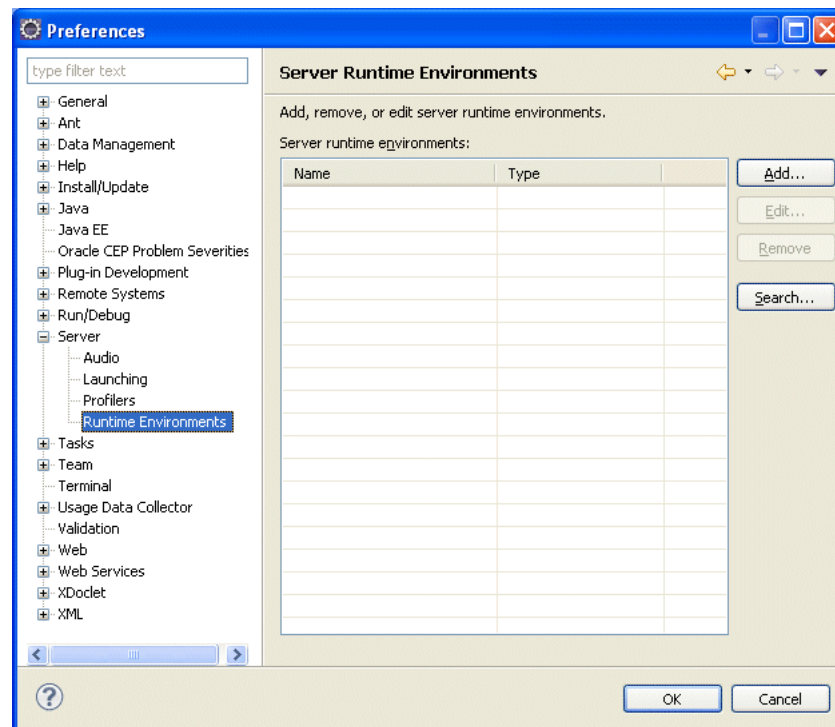 Preferences
type filter text
General
Ant
Data Management
Help
Install/Update
Java
Java EE
Oracle CEP Problem Severities
Plug-in Development
Remote Systems
Run/Debug
Server
Audio
Launching
Profilers
Runtime Environments
Tasks
Team
Terminal
Usage Data Collector
Validation
Web
Web Services
XDoclet
XML
Server Runtime Environments
Add, remove, or edit server runtime environments.
Server runtime environments:
Name Type
Add...
Edit...
Remove
Search...
?
OK Cancel